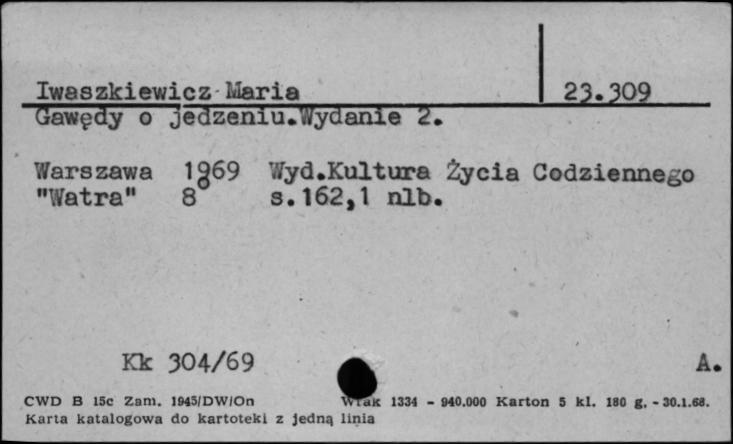 Iwaszkiewicz Maria 23.309
Gawędy o jedzeniu.Wydanie 2.
Warszawa 1969 Wyd.Kultura Życia Codziennego
"Watra" 8° s.162,1 nlb.
Kk 304/69 A.
CWD B 15c Zam. 1945/DW/On Wrak 1334 - 940.000 Karton 5 kl. 180 g. - 30.1.68.
Karta katalogowa do kartoteki z jedną linia